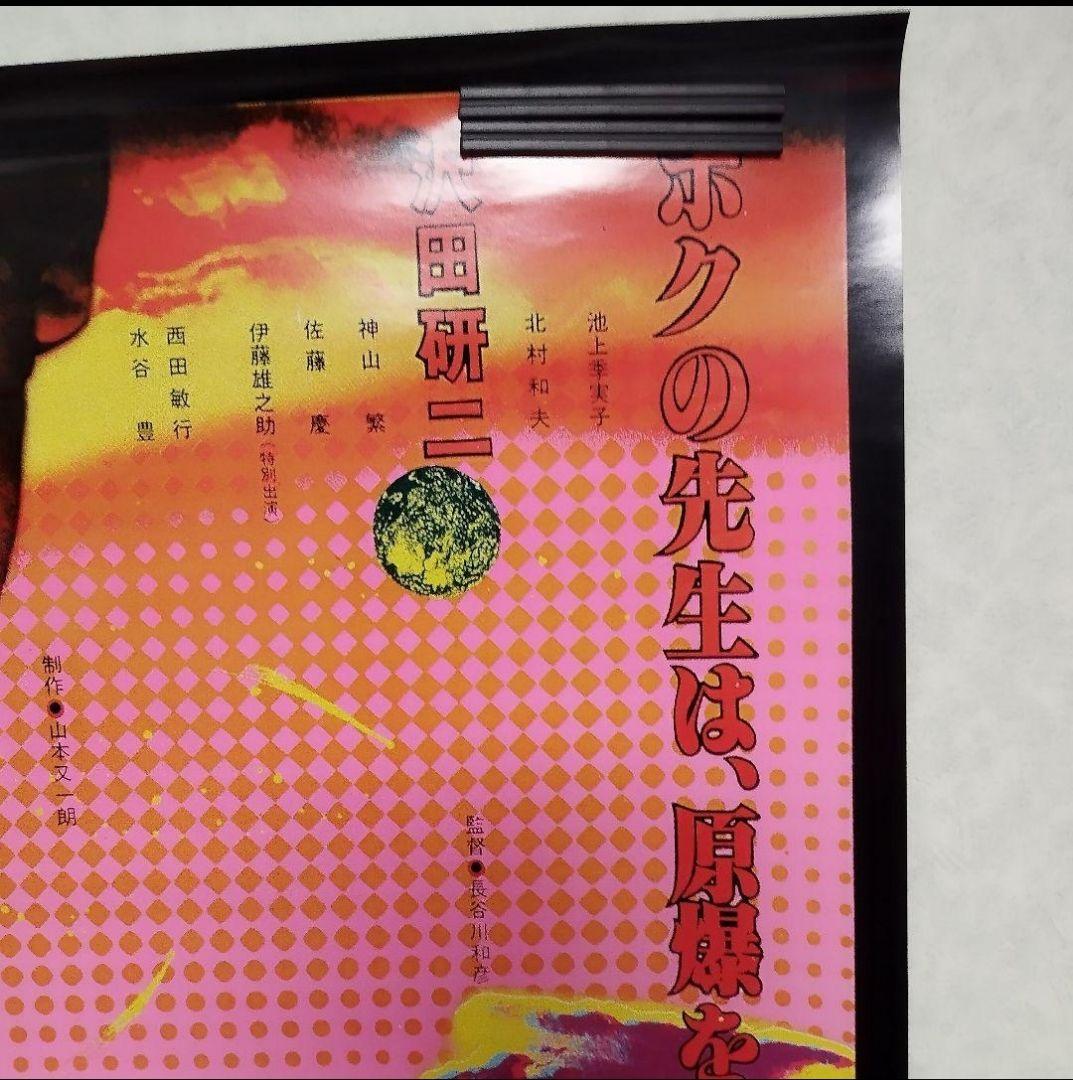 ボクの先生は、原爆を
池上季実子
北村和夫
沢田研二
神山 繁
佐藤 慶
伊藤雄之助(特別出演)
西田敏行
水谷 豊
監督●長谷川和彦
制作●山本又一朗